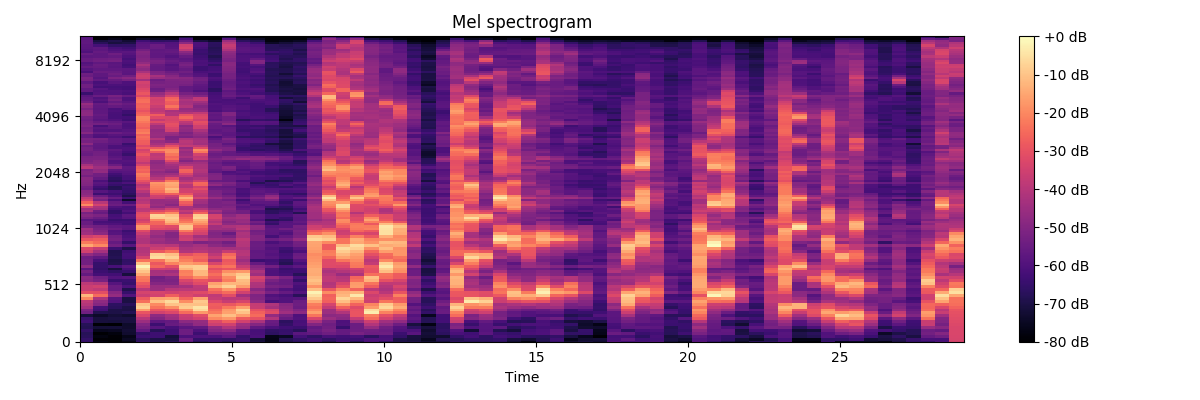 Mel spectrogram
8192
4096
2048
1024
512
0
Hz
0 5 10 15 20 25
Time
+0 dB
-10 dB
-20 dB
-30 dB
-40 dB
-50 dB
-60 dB
-70 dB
-80 dB